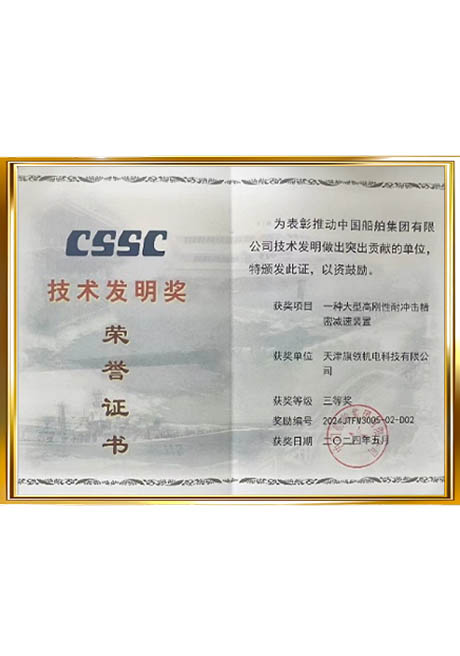 CSSC
技术发明奖
荣誉证书
为表彰推动中国船舶集团有限
公司技术发明做出突出贡献的单位，
特颁发此证，以资鼓励。
获奖项目 一种大型高刚性耐冲击精
密减速装置
获奖单位 天津旗领机电科技有限公
司
获奖等级 三等奖
奖励编号 2024JTFM3005-02-D02
获奖日期 二〇二四年五月